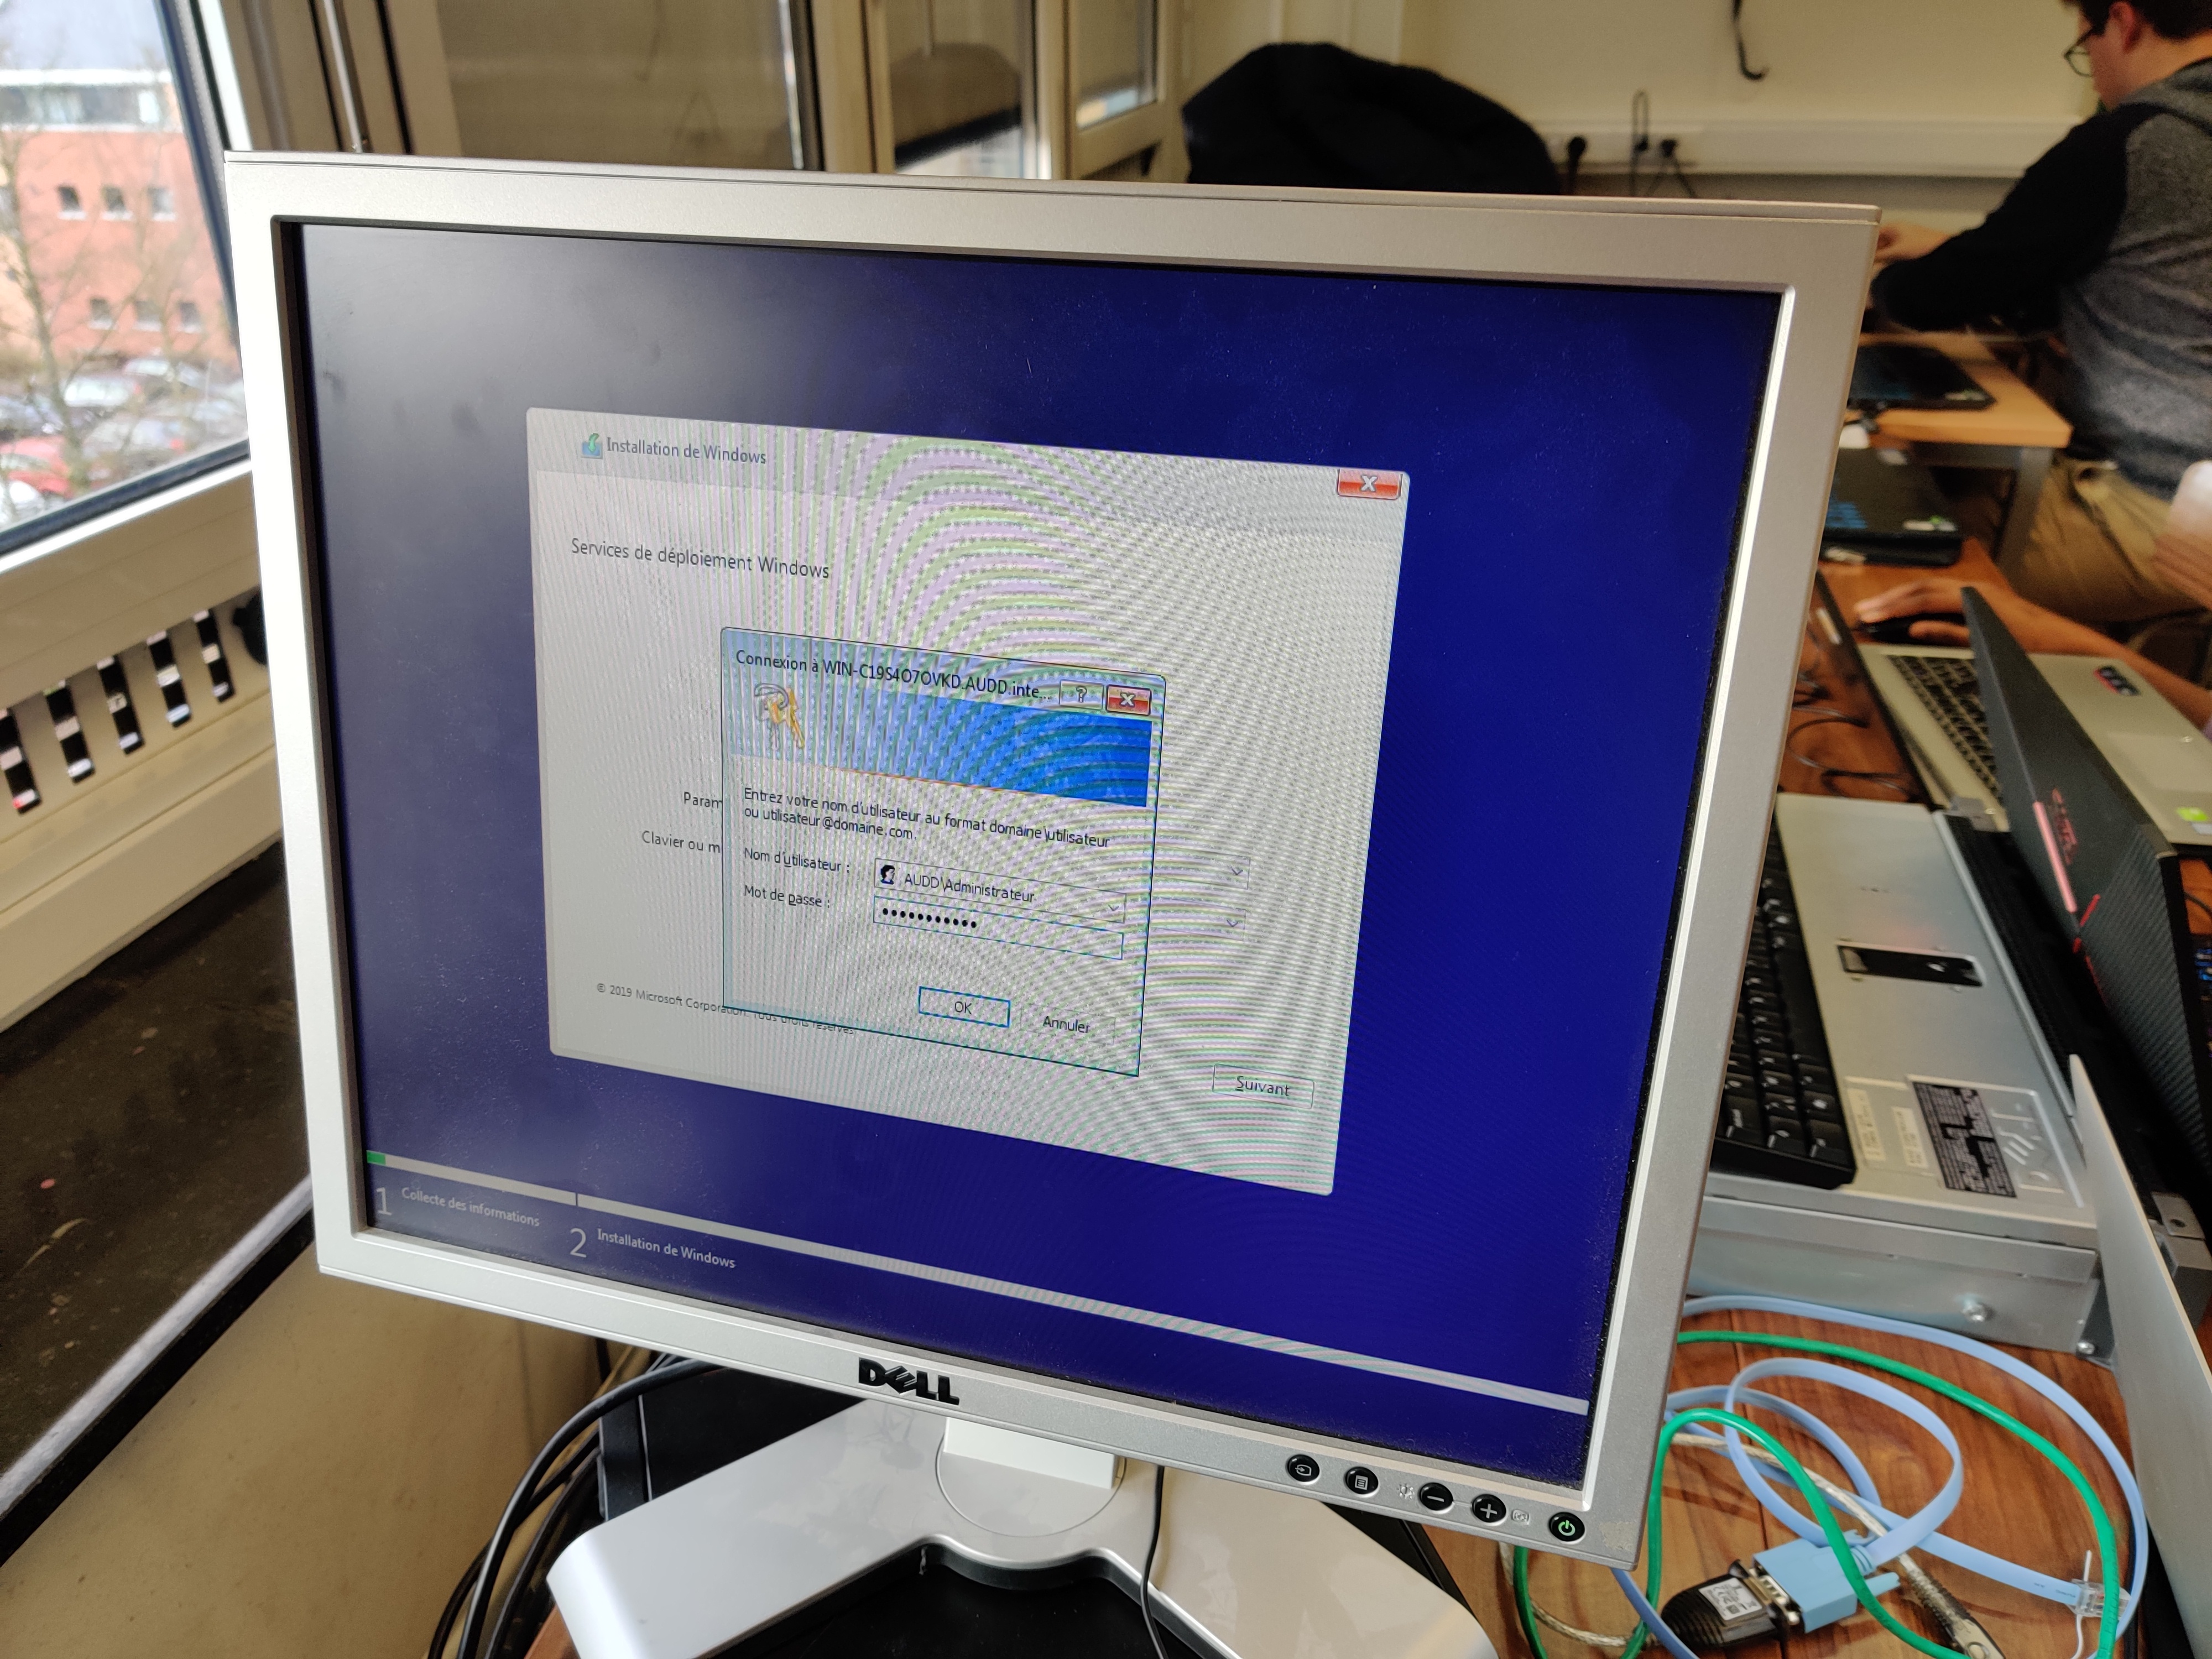 Installation de Windows
Services de déploiement Windows
Connexion à WIN-C19S4O7OVKD.AUDD.inte...
Entrez votre nom d'utilisateur au format domaine\utilisateur
ou utilisateur@domaine.com.
Param
Clavier ou m
Nom d'utilisateur :
AUDD\Administrateur
Mot de passe :
OK
Annuler
© 2019 Microsoft Corporation. Tous droits réservés.
Suivant
1 Collecte des informations
2 Installation de Windows
DELL